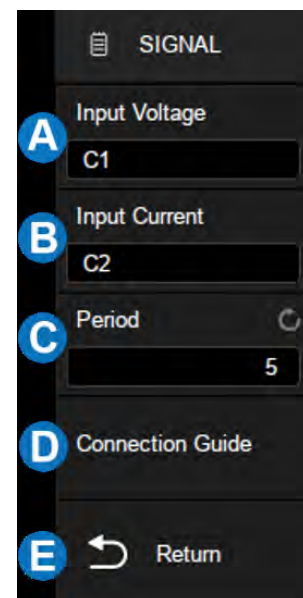 SIGNAL
Input Voltage
A
C1
Input Current
B
C2
Period
C
5
D Connection Guide
E Return